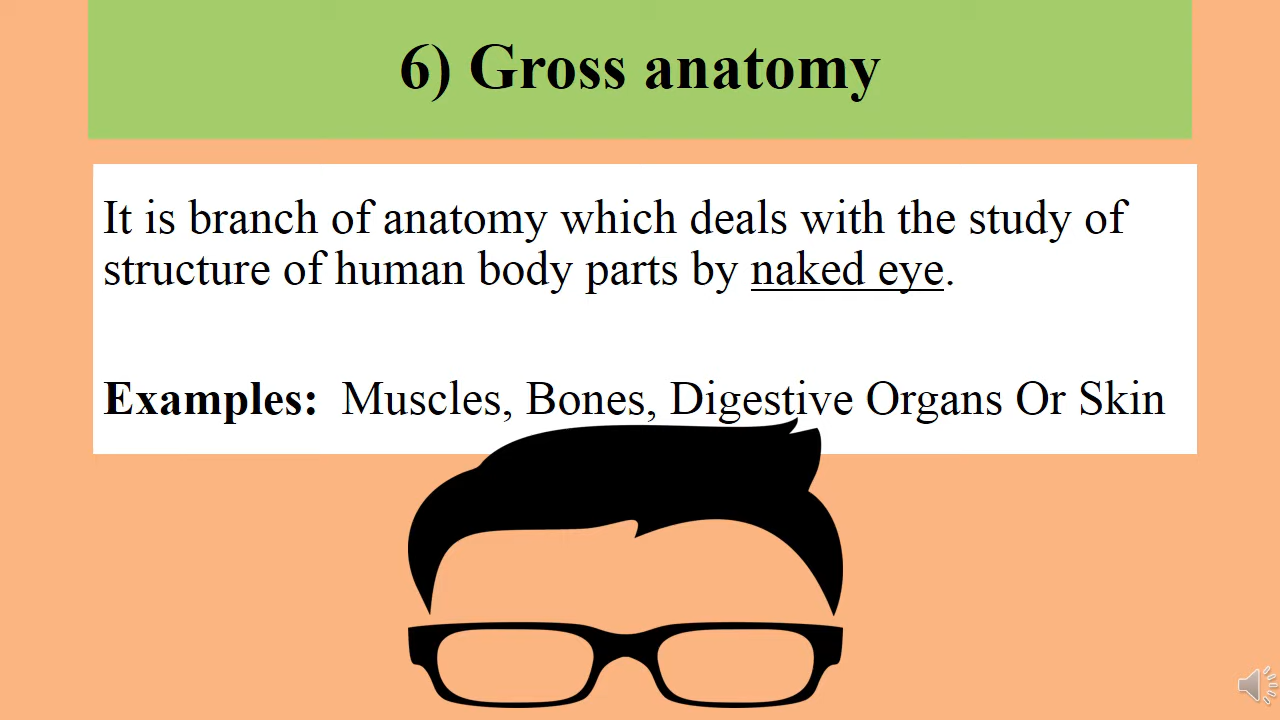 6) Gross anatomy
It is branch of anatomy which deals with the study of
structure of human body parts by naked eye.
Examples: Muscles, Bones, Digestive Organs Or Skin